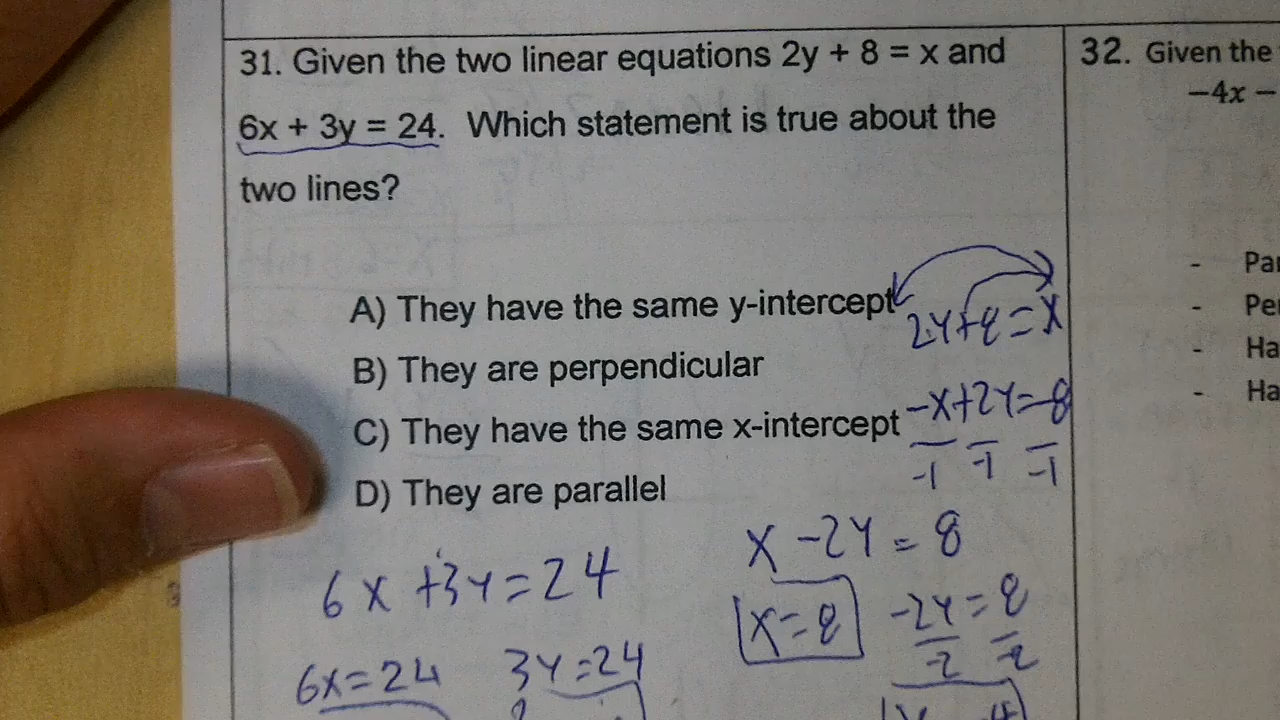 31. Given the two linear equations 2y + 8 = x and
6x + 3y = 24. Which statement is true about the
two lines?
A) They have the same y-intercept
B) They are perpendicular
C) They have the same x-intercept
D) They are parallel
2y+8=x
-x+2y=-8
-1 -1 -1
x-2y=8
x=8
-2y=8
-2 -2
6x+3y=24
6x=24
3y=24
32. Given the
−4x −
- Pa
- Pe
- Ha
- Ha